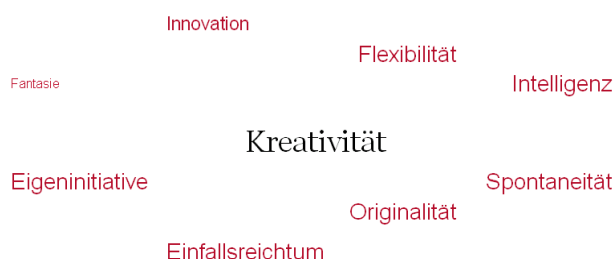 Innovation
Flexibilität
Fantasie
Intelligenz
Kreativität
Eigeninitiative
Spontaneität
Originalität
Einfallsreichtum